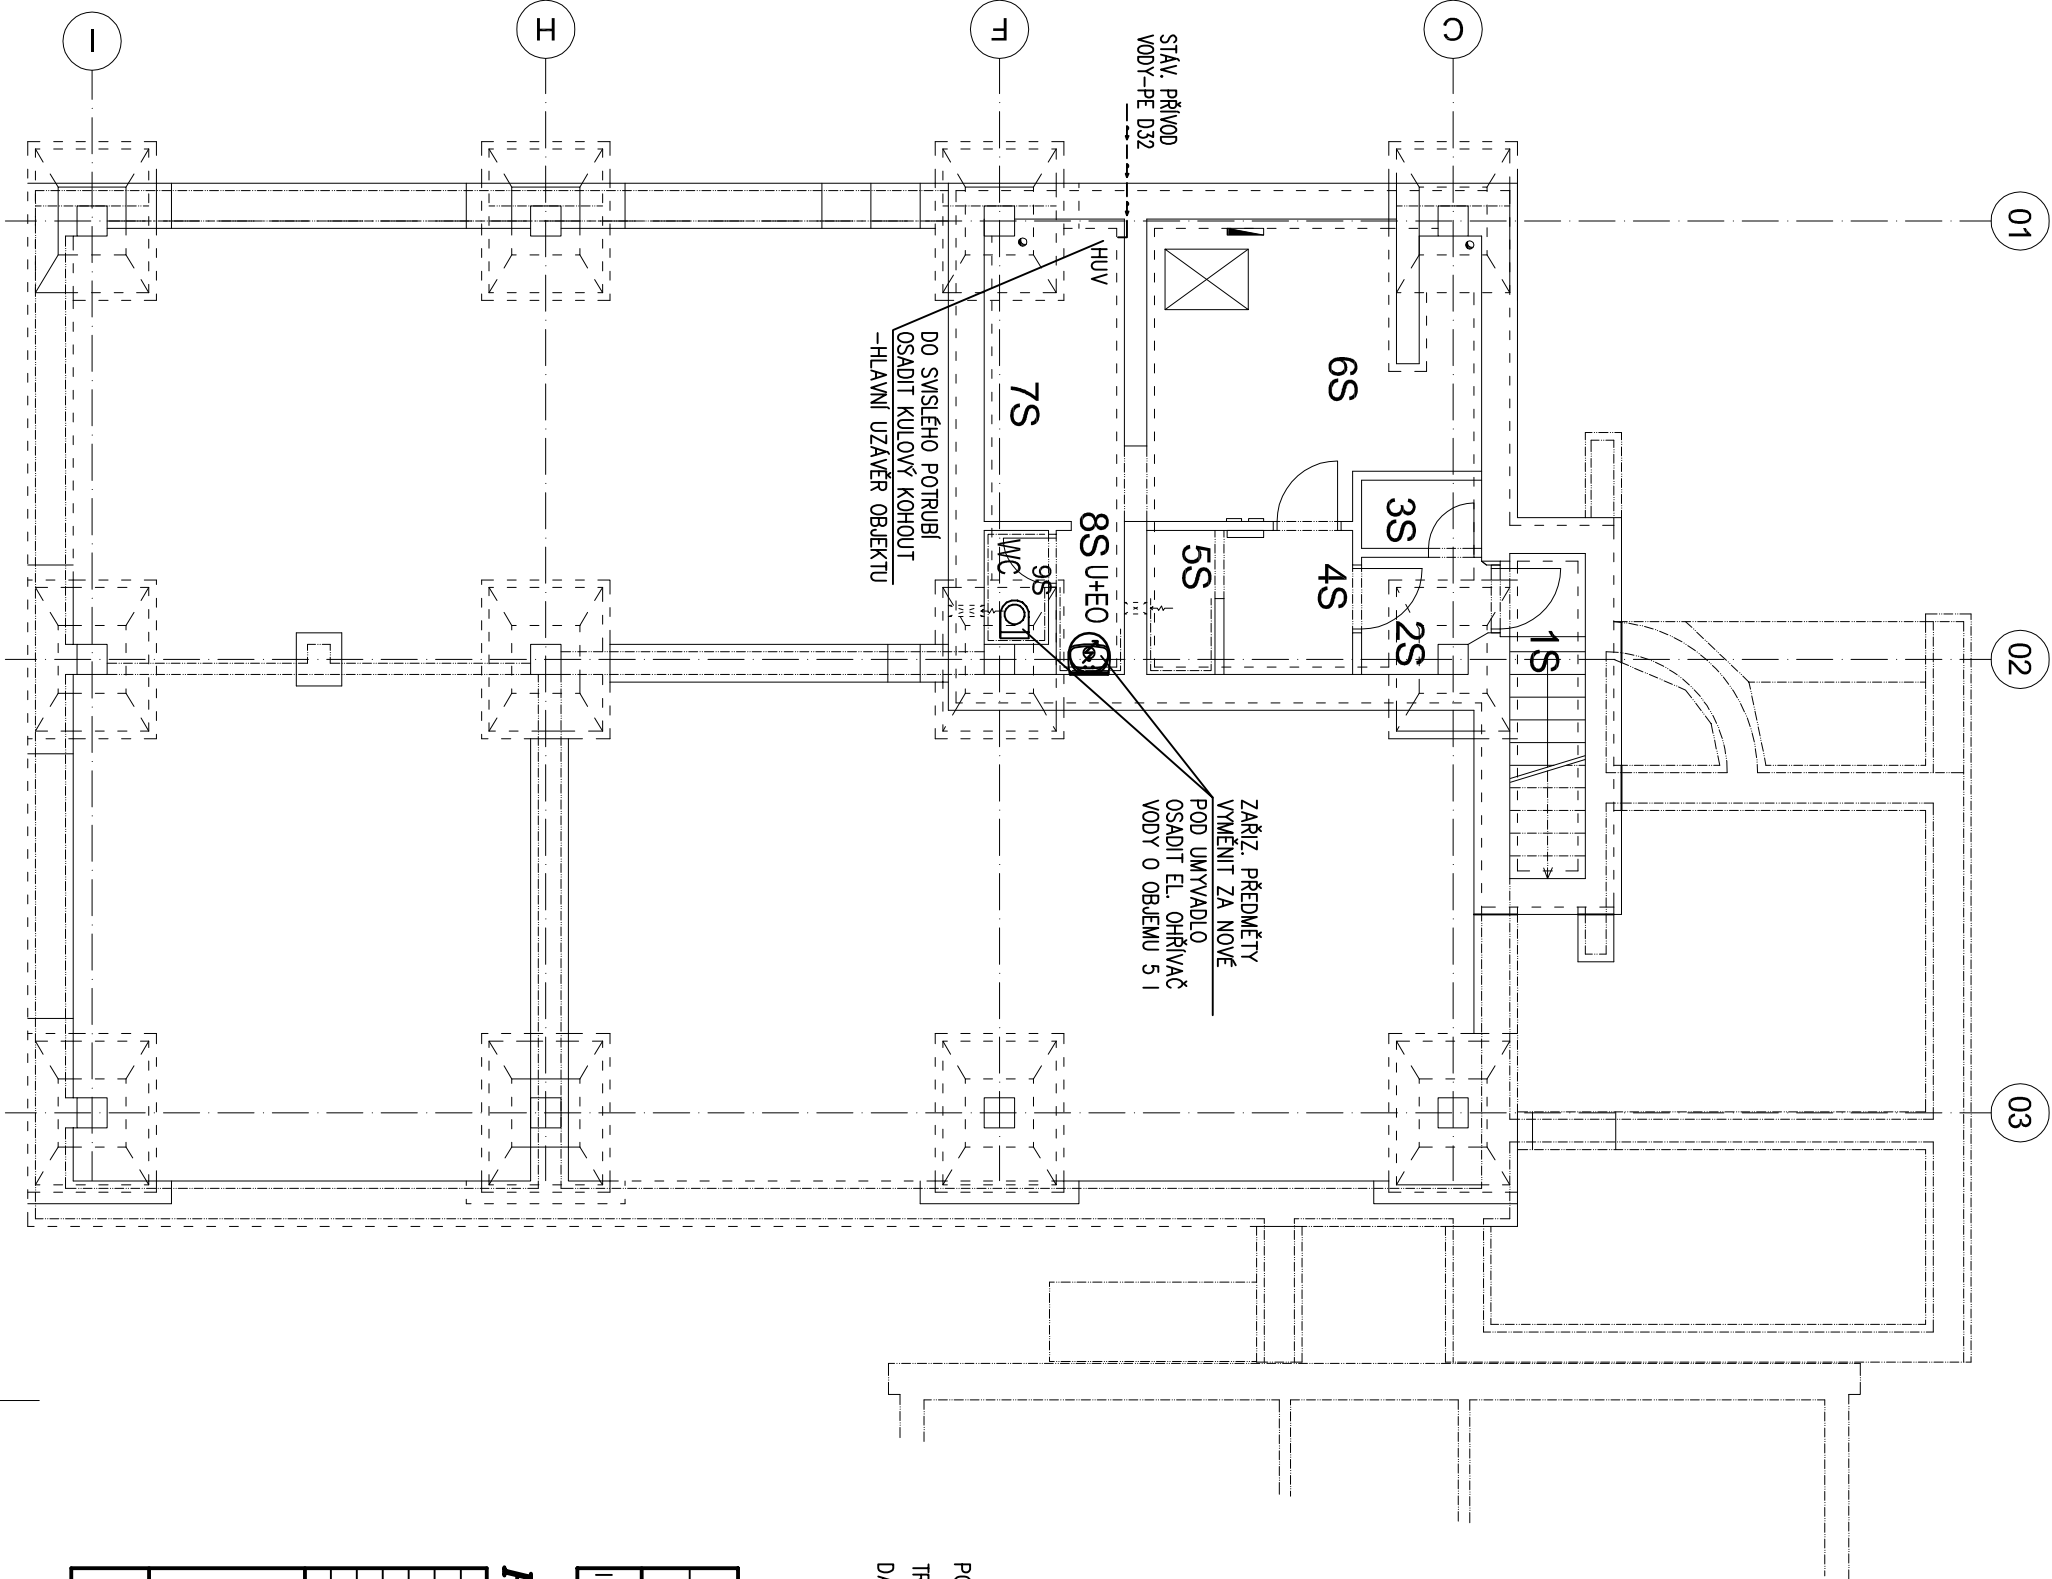 I
H
F
C
01
02
03
STÁV. PŘÍVOD
VODY-PE D32
HUV
DO SVISLÉHO POTRUBÍ
OSADIT KULOVÝ KOHOUT
-HLAVNÍ UZÁVĚR OBJEKTU
6S
7S
3S
8S U+EO
5S
4S
2S
1S
WC
9S
ZAŘIZ. PŘEDMĚTY
VYMĚNIT ZA NOVÉ
POD UMYVADLO
OSADIT EL. OHŘÍVAČ
VODY O OBJEMU 5 l